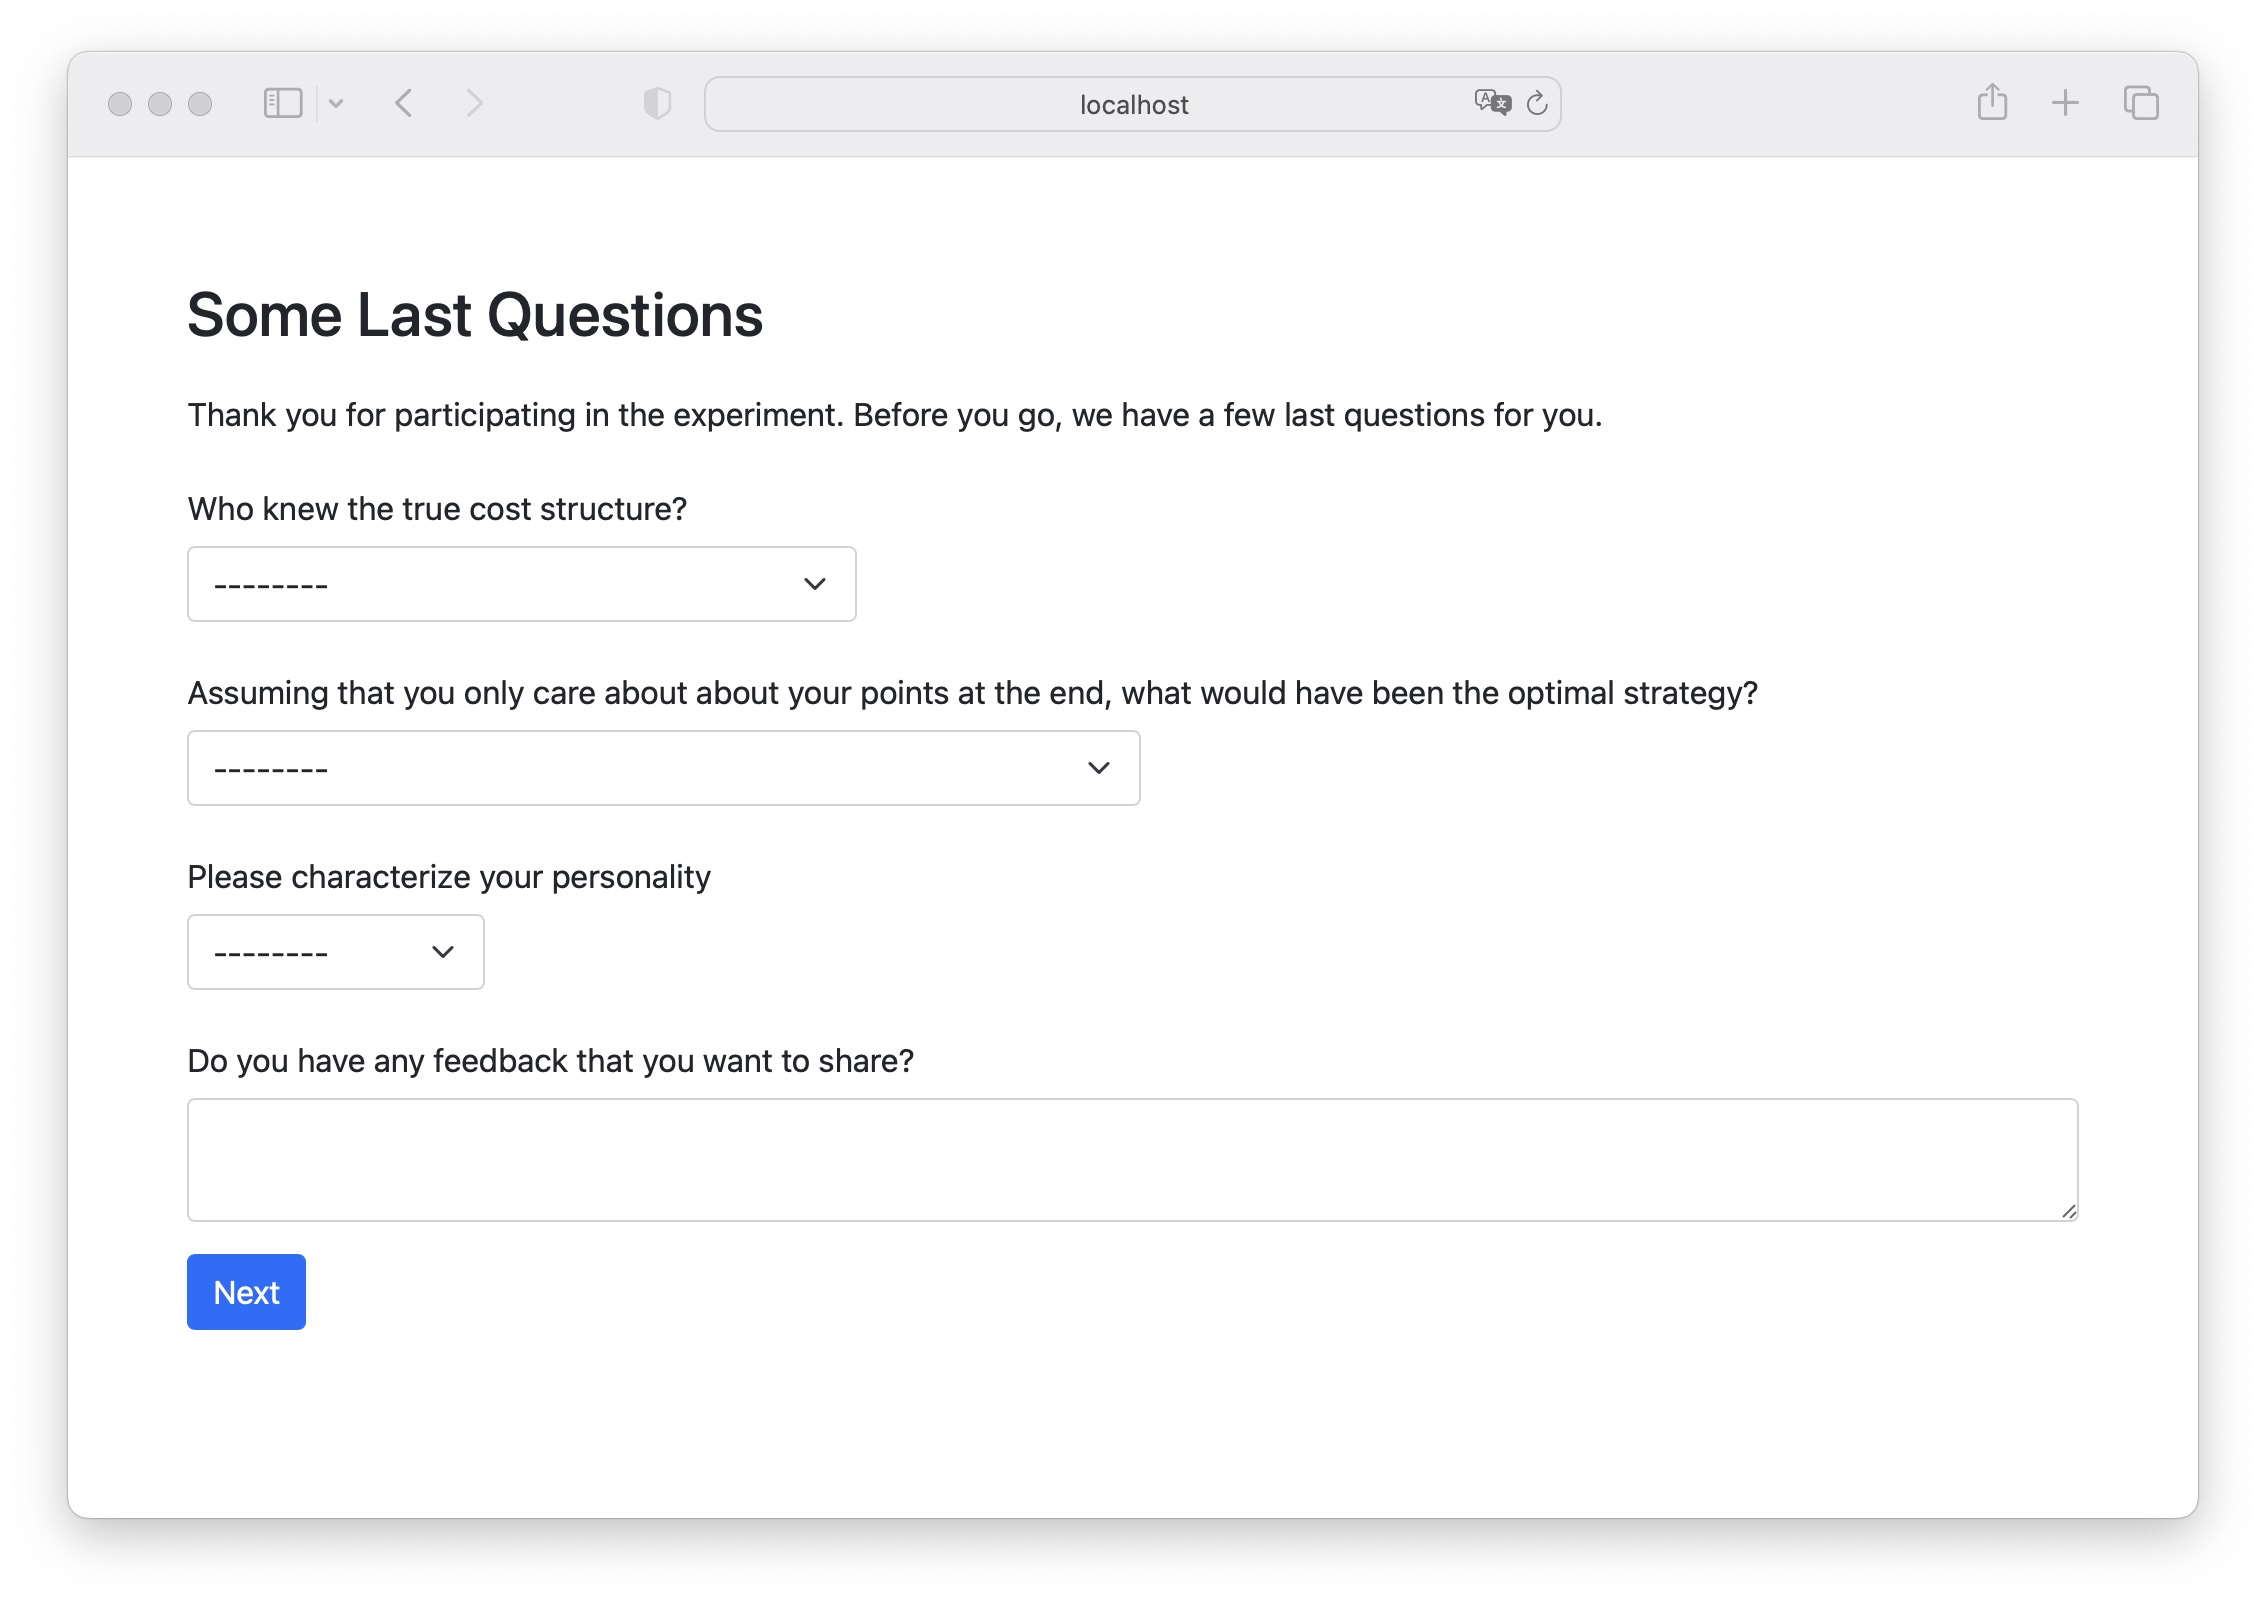 localhost
Some Last Questions
Thank you for participating in the experiment. Before you go, we have a few last questions for you.
Who knew the true cost structure?
--------
Assuming that you only care about about your points at the end, what would have been the optimal strategy?
--------
Please characterize your personality
--------
Do you have any feedback that you want to share?
Next